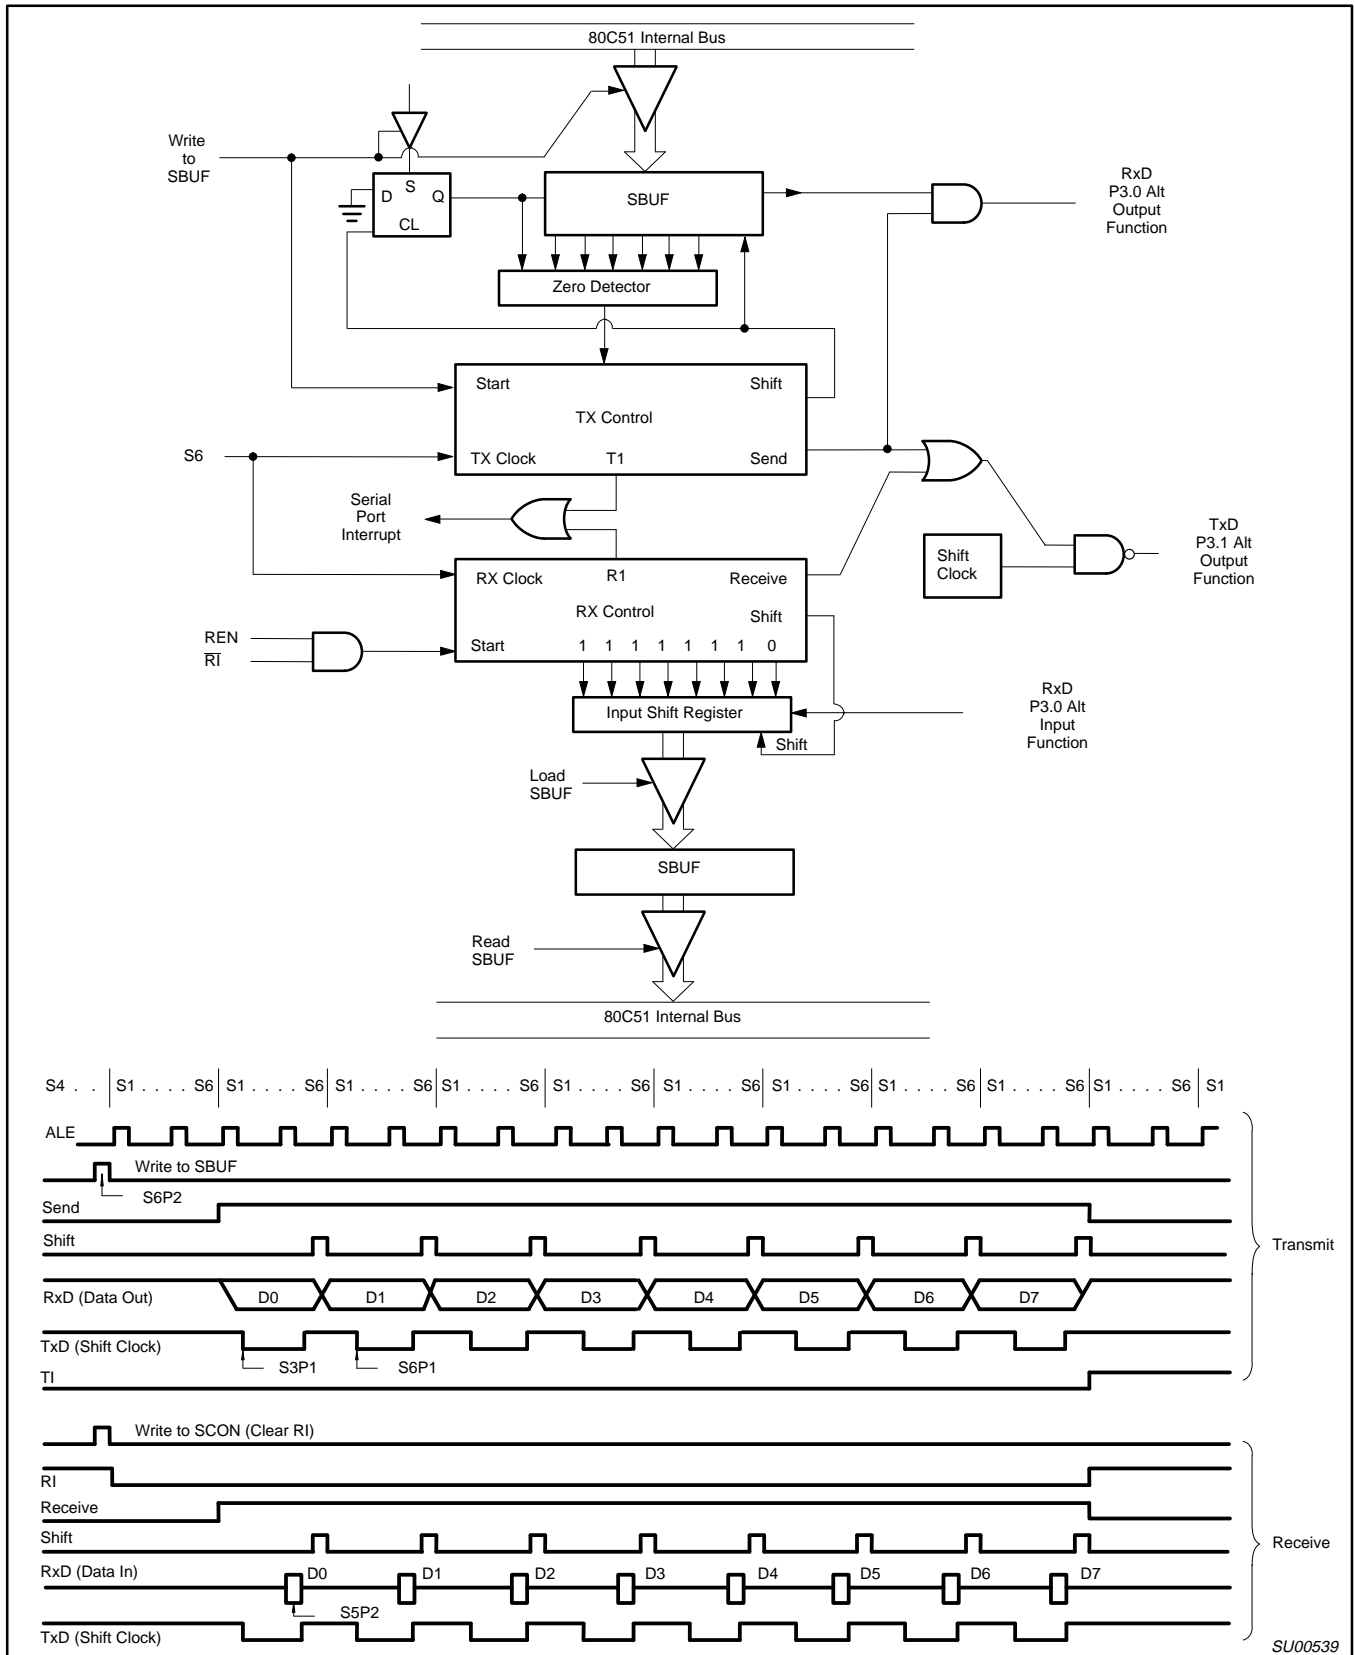 80C51 Internal Bus
Write
to
SBUF
S
D
Q
CL
SBUF
RxD
P3.0 Alt
Output
Function
Zero Detector
Start
Shift
TX Control
S6
TX Clock
T1
Send
Serial
Port
Interrupt
TxD
P3.1 Alt
Output
Function
Shift
Clock
RX Clock
R1
Receive
RX Control
Shift
REN
RI
Start
1 1 1 1 1 1 1 0
RxD
P3.0 Alt
Input
Function
Input Shift Register
Shift
Load
SBUF
SBUF
Read
SBUF
80C51 Internal Bus
S4 . . S1 . . . . S6 S1 . . . . S6 S1 . . . . S6 S1 . . . . S6 S1 . . . . S6 S1 . . . . S6 S1 . . . . S6 S1 . . . . S6 S1 . . . . S6 S1 . . . . S6 S1
ALE
Write to SBUF
S6P2
Send
Shift
Transmit
RxD (Data Out) D0 D1 D2 D3 D4 D5 D6 D7
TxD (Shift Clock)
S3P1 S6P1
TI
Write to SCON (Clear RI)
RI
Receive
Shift
Receive
RxD (Data In) D0 D1 D2 D3 D4 D5 D6 D7
S5P2
TxD (Shift Clock)
SU00539